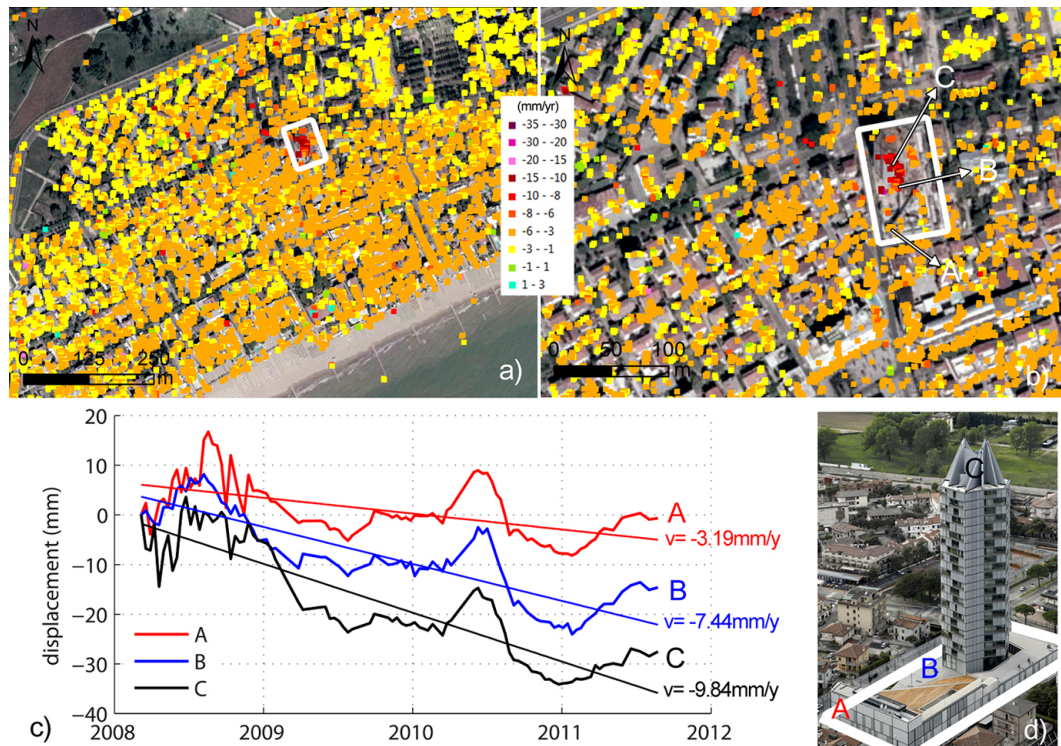 N
0
125
250
m
a)
(mm/yr)
-35 - -30
-30 - -20
-20 - -15
-15 - -10
-10 - -8
-8 - -6
-6 - -3
-3 - -1
-1 - 1
1 - 3
N
C
B
A
0
50
100
m
b)
20
10
0
−10
−20
−30
−40
displacement (mm)
A
v= -3.19mm/y
B
v= -7.44mm/y
C
v= -9.84mm/y
A
B
C
2008
2009
2010
2011
2012
c)
C
B
A
d)